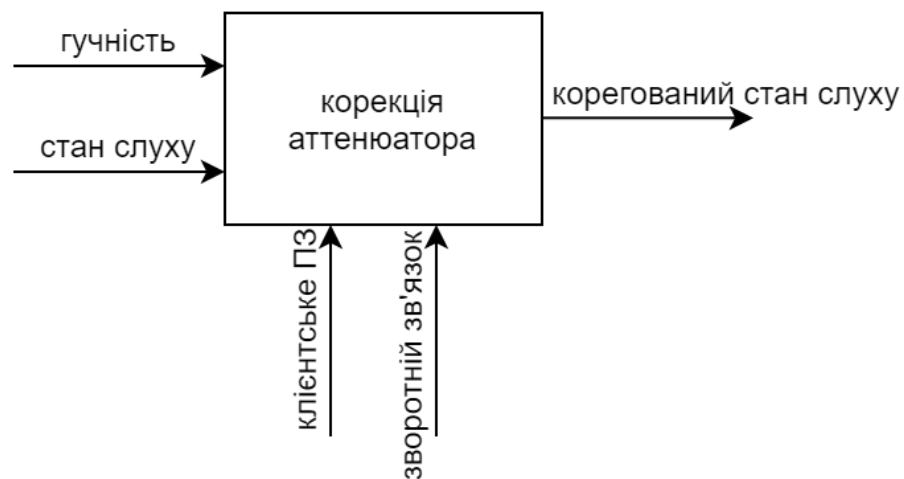 гучність
стан слуху
корекція
аттенюатора
корегований стан слуху
клієнтське ПЗ
зворотній зв'язок